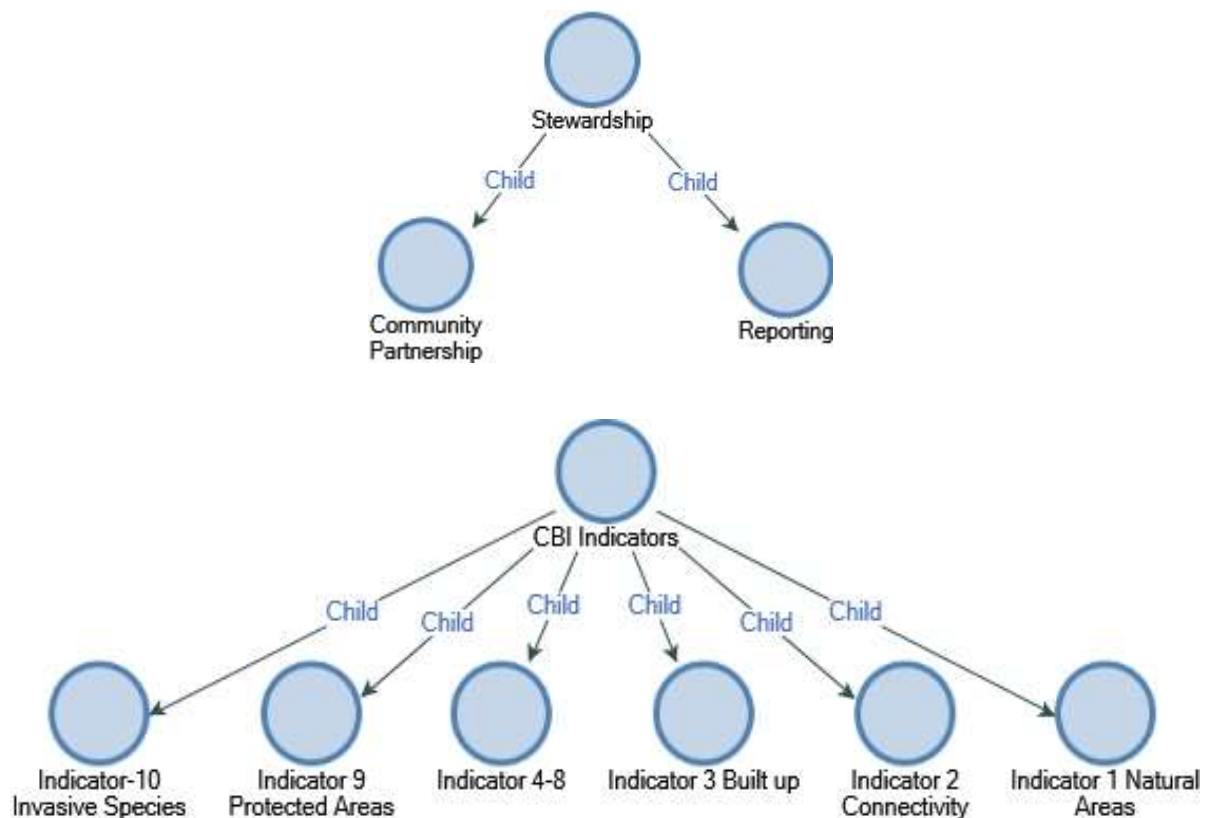 Stewardship
Child
Child
Community
Partnership
Reporting
CBI Indicators
Child
Child
Child
Child
Child
Child
Indicator-10
Invasive Species
Indicator 9
Protected Areas
Indicator 4-8
Indicator 3 Built up
Indicator 2
Connectivity
Indicator 1 Natural
Areas